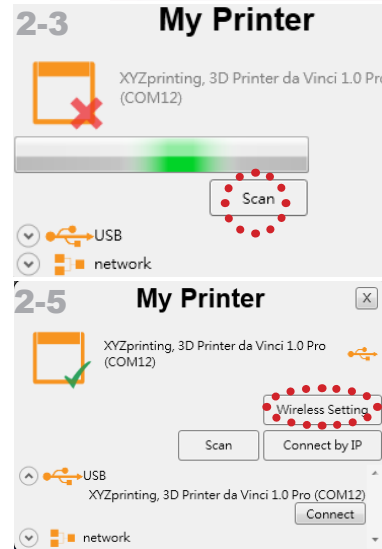 2-3
My Printer
XYZprinting, 3D Printer da Vinci 1.0 Pro
(COM12)
Scan
USB
network
2-5
My Printer
X
XYZprinting, 3D Printer da Vinci 1.0 Pro
(COM12)
Wireless Setting
Scan
Connect by IP
USB
XYZprinting, 3D Printer da Vinci 1.0 Pro (COM12)
Connect
network